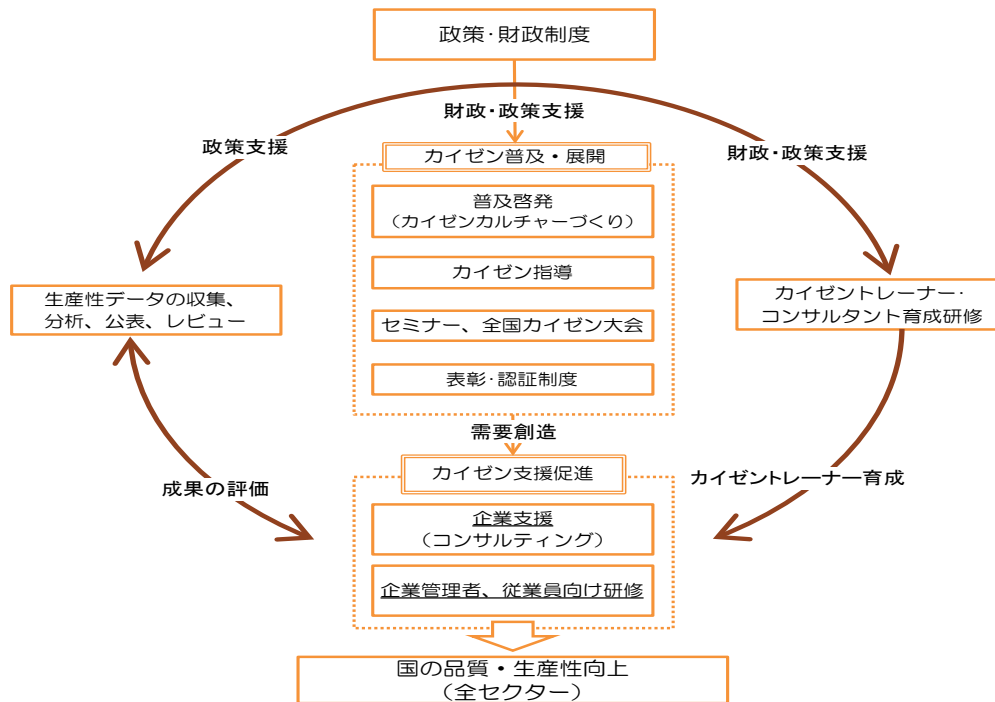 政策・財政制度
財政・政策支援
政策支援
財政・政策支援
カイゼン普及・展開
普及啓発
（カイゼンカルチャーづくり）
カイゼン指導
セミナー、全国カイゼン大会
表彰・認証制度
生産性データの収集、
分析、公表、レビュー
カイゼントレーナー・
コンサルタント育成研修
需要創造
カイゼン支援促進
成果の評価
カイゼントレーナー育成
企業支援
（コンサルティング）
企業管理者、従業員向け研修
国の品質・生産性向上
（全セクター）